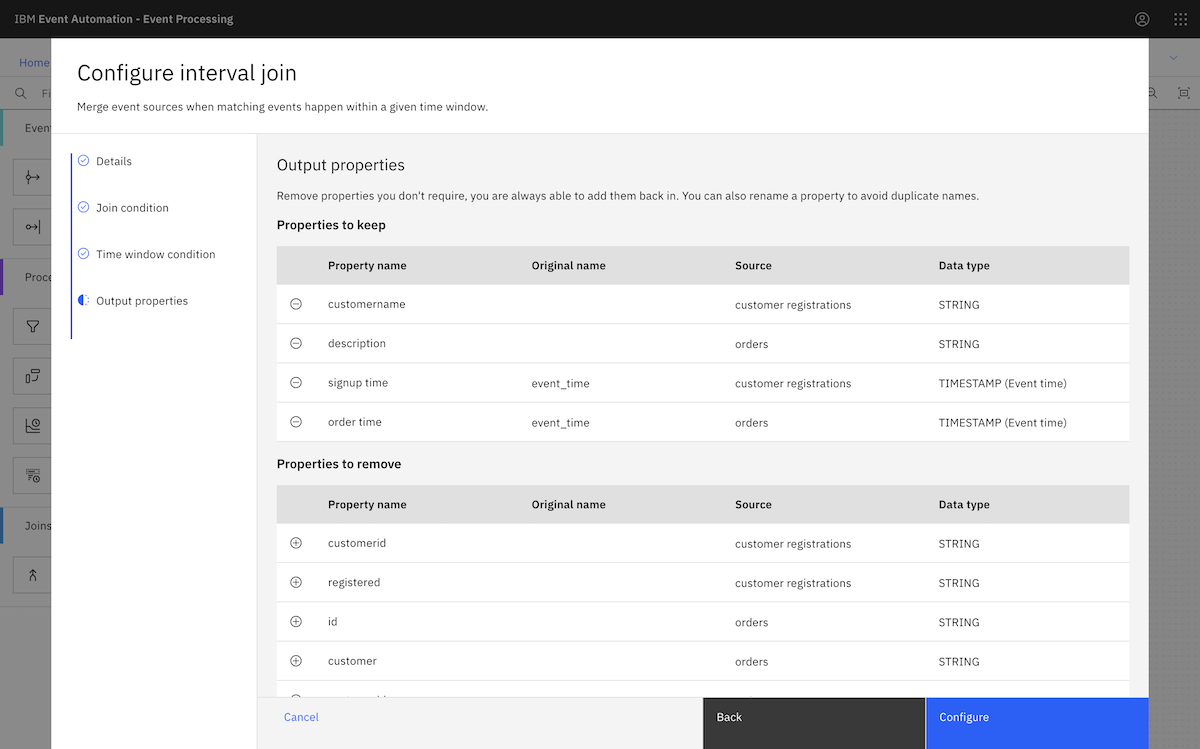 IBM Event Automation - Event Processing
Home
Configure interval join
Merge event sources when matching events happen within a given time window.
Details
Join condition
Time window condition
Output properties
Output properties
Remove properties you don't require, you are always able to add them back in. You can also rename a property to avoid duplicate names.
Properties to keep
Property name Original name Source Data type
customername customer registrations STRING
description orders STRING
signup time event_time customer registrations TIMESTAMP (Event time)
order time event_time orders TIMESTAMP (Event time)
Properties to remove
Property name Original name Source Data type
customerid customer registrations STRING
registered customer registrations STRING
id orders STRING
customer orders STRING
Cancel
Back
Configure
Joins